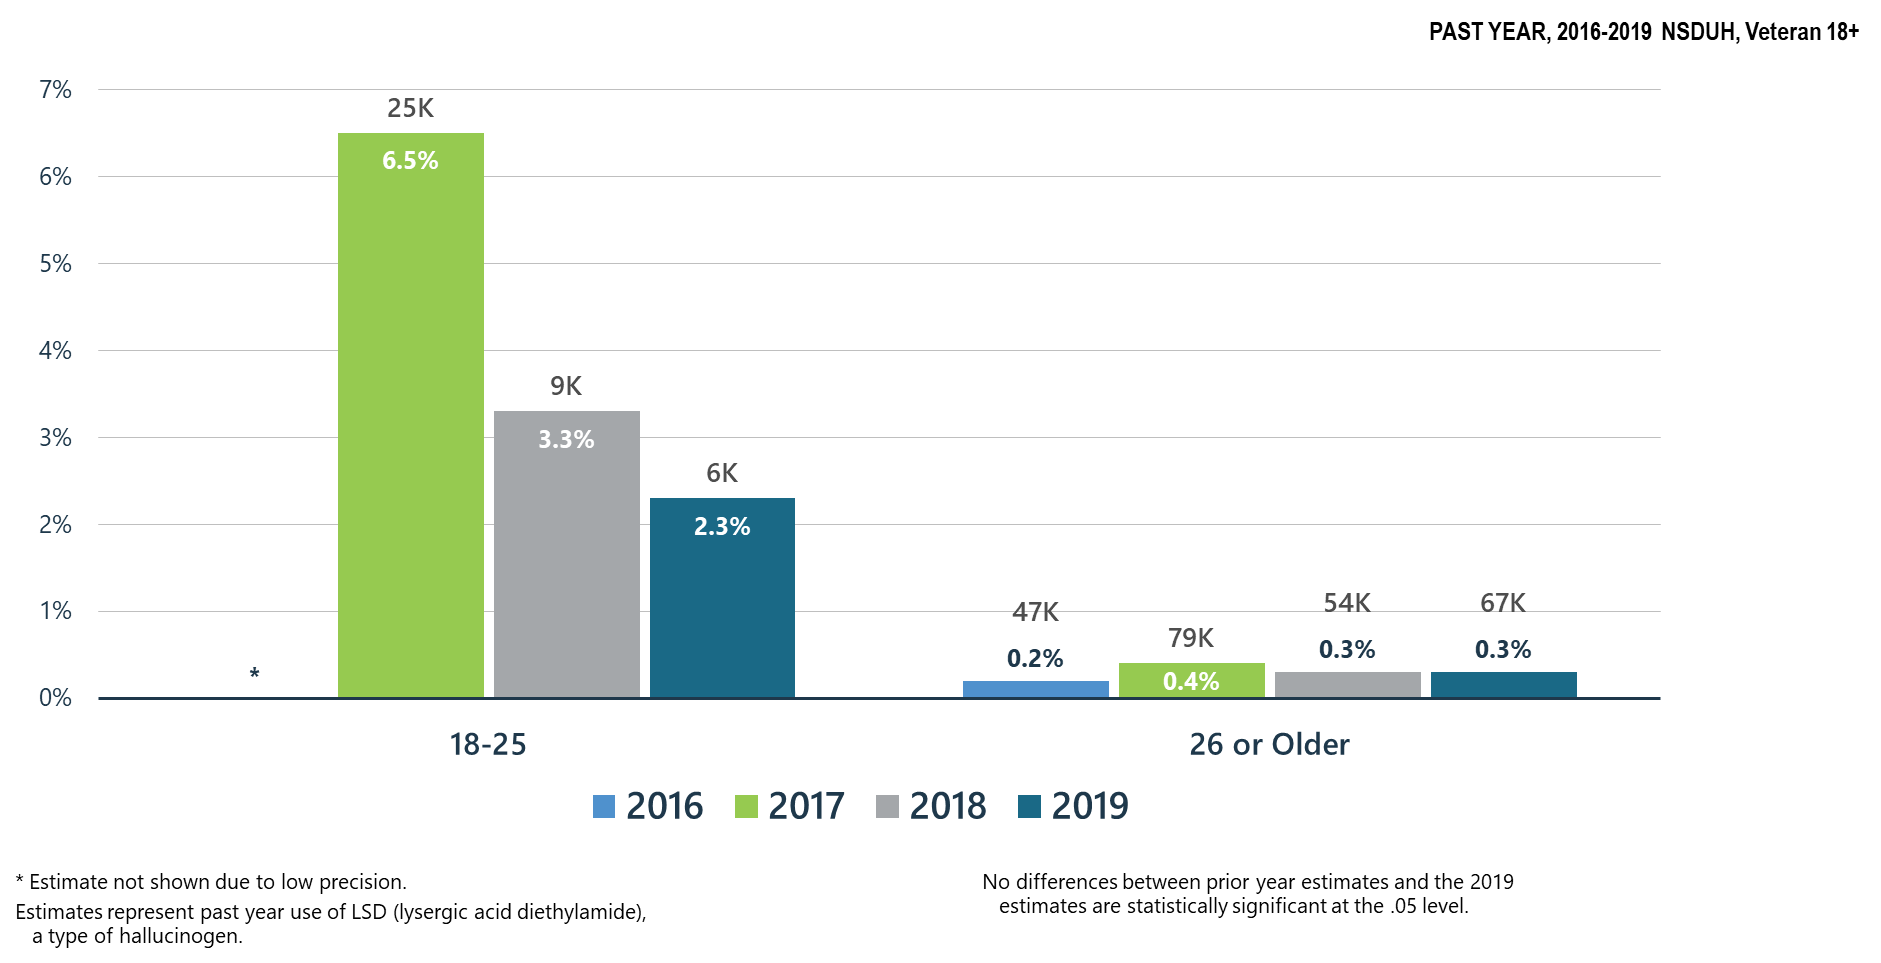 PAST YEAR, 2016-2019 NSDUH, Veteran 18+
7%
6%
5%
4%
3%
2%
1%
0%
*
25K
6.5%
9K
3.3%
6K
2.3%
47K
0.2%
79K
0.4%
54K
0.3%
67K
0.3%
18-25
26 or Older
2016 2017 2018 2019
* Estimate not shown due to low precision.
Estimates represent past year use of LSD (lysergic acid diethylamide),
a type of hallucinogen.
No differences between prior year estimates and the 2019
estimates are statistically significant at the .05 level.